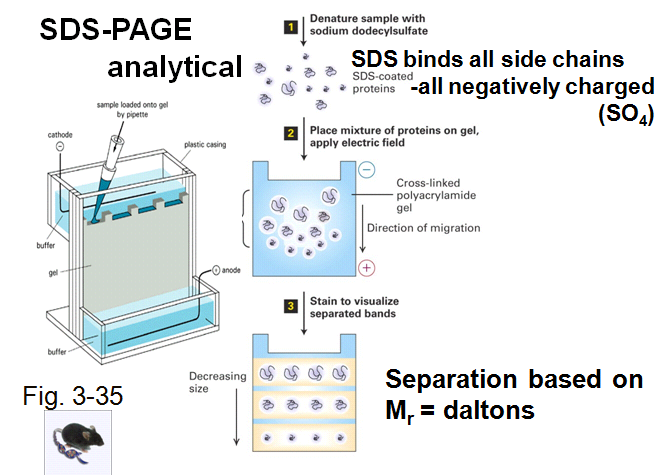 SDS-PAGE
analytical
1 Denature sample with
sodium dodecylsulfate
SDS binds all side chains
-all negatively charged
(SO4)
SDS-coated
proteins
sample loaded onto gel
by pipette
cathode
−
plastic casing
buffer
gel
+ anode
buffer
2 Place mixture of proteins on gel,
apply electric field
−
Cross-linked
polyacrylamide
gel
Direction of migration
+
3 Stain to visualize
separated bands
Decreasing
size
Separation based on
Mr = daltons
Fig. 3-35